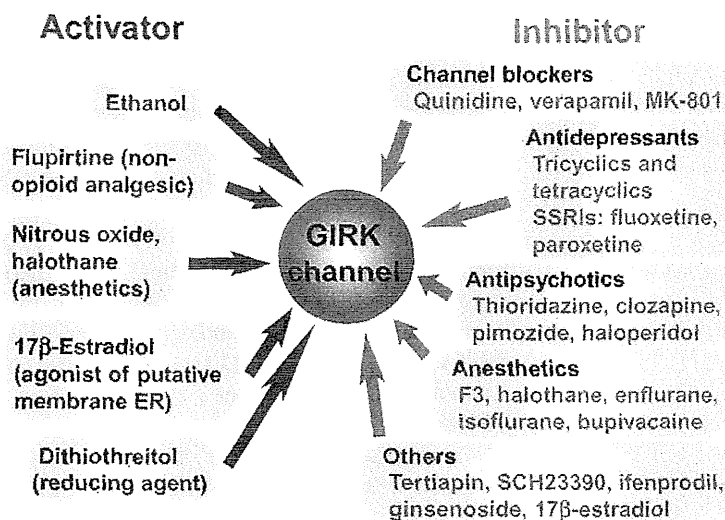 Activator
Ethanol
Flupirtine (non-
opioid analgesic)
Nitrous oxide,
halothane
(anesthetics)
17β-Estradiol
(agonist of putative
membrane ER)
Dithiothreitol
(reducing agent)
GIRK
channel
Inhibitor
Channel blockers
Quinidine, verapamil, MK-801
Antidepressants
Tricyclics and
tetracyclics
SSRIs: fluoxetine,
paroxetine
Antipsychotics
Thioridazine, clozapine,
pimozide, haloperidol
Anesthetics
F3, halothane, enflurane,
isoflurane, bupivacaine
Others
Tertiapin, SCH23390, ifenprodil,
ginsenoside, 17β-estradiol